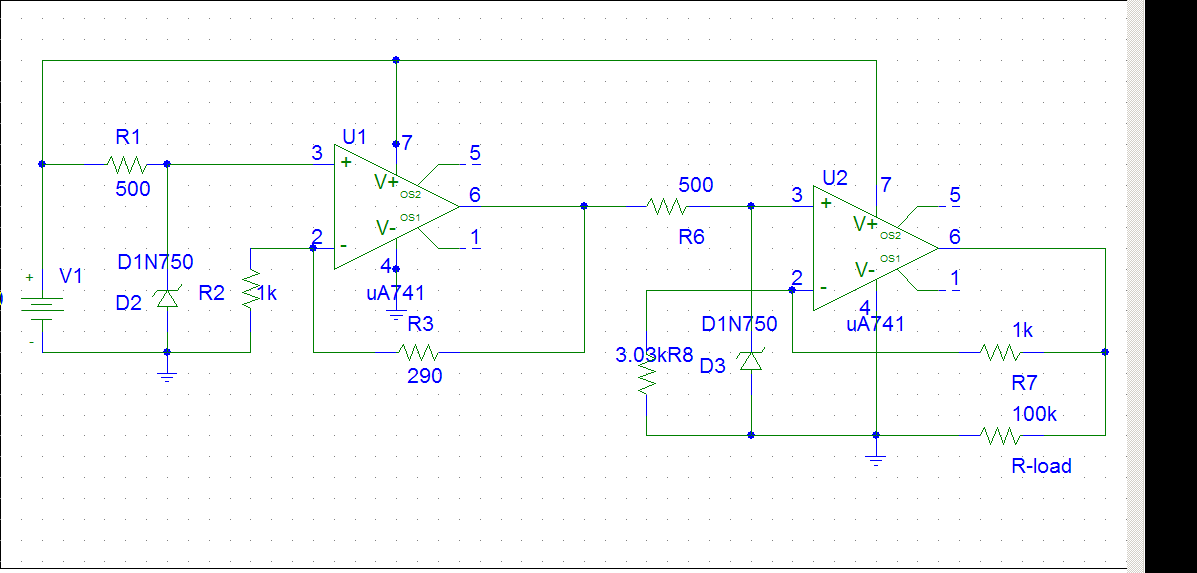 R1
500
U1
3
+
7
V+
OS2
5
6
OS1
V-
1
2
-
4
uA741
+
V1
-
D1N750
D2
R2
1k
R3
290
500
R6
U2
3
+
7
V+
OS2
5
6
OS1
V-
1
2
-
4
uA741
D1N750
D3
3.03kR8
1k
R7
100k
R-load